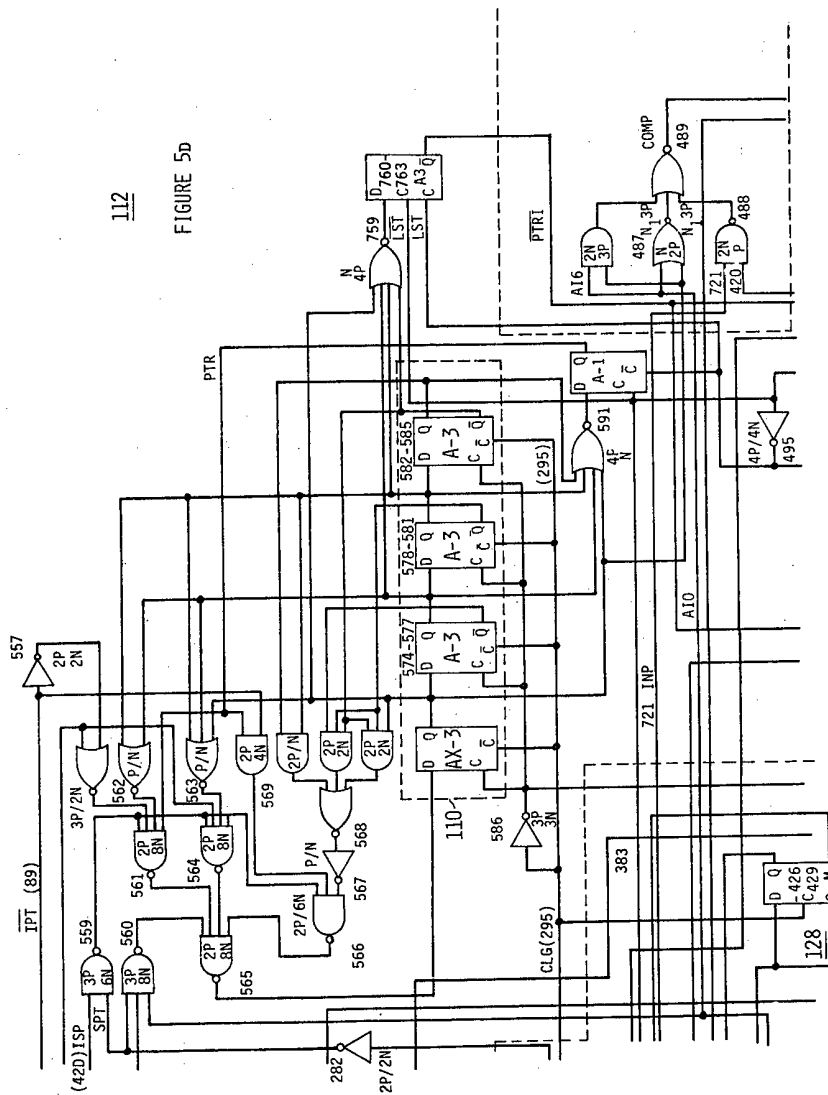 112
FIGURE 5D
IPT (89)
(42D)ISP
SPT
559
3P
6N
560
3P
8N
282
2P/2N
557
2P
2N
3P/2N
562
P/N
563
P/N
2P
8N
561
2P
8N
564
2P
8N
565
2P
4N
569
2P/N
2P
2N
2P
2N
568
P/N
567
2P/6N
566
PTR
N
4P
759
LST
LST
D 760-
C763
A3
Q
PTRI
110
AX-3
D Q
C C
574-577
D Q
A-3
C C Q
578-581
D Q
A-3
C C Q
582-585
D Q
A-3
C C Q
586
3P
3N
(295)
4P
N
591
D Q
A-1
C C
4P/4N
495
CLG(295)
383
721 INP
AI0
AI6
2N
3P
487
N
2P
N,3P
721
420
2N
P
488
N,3P
COMP
489
D Q
-426
C429
128